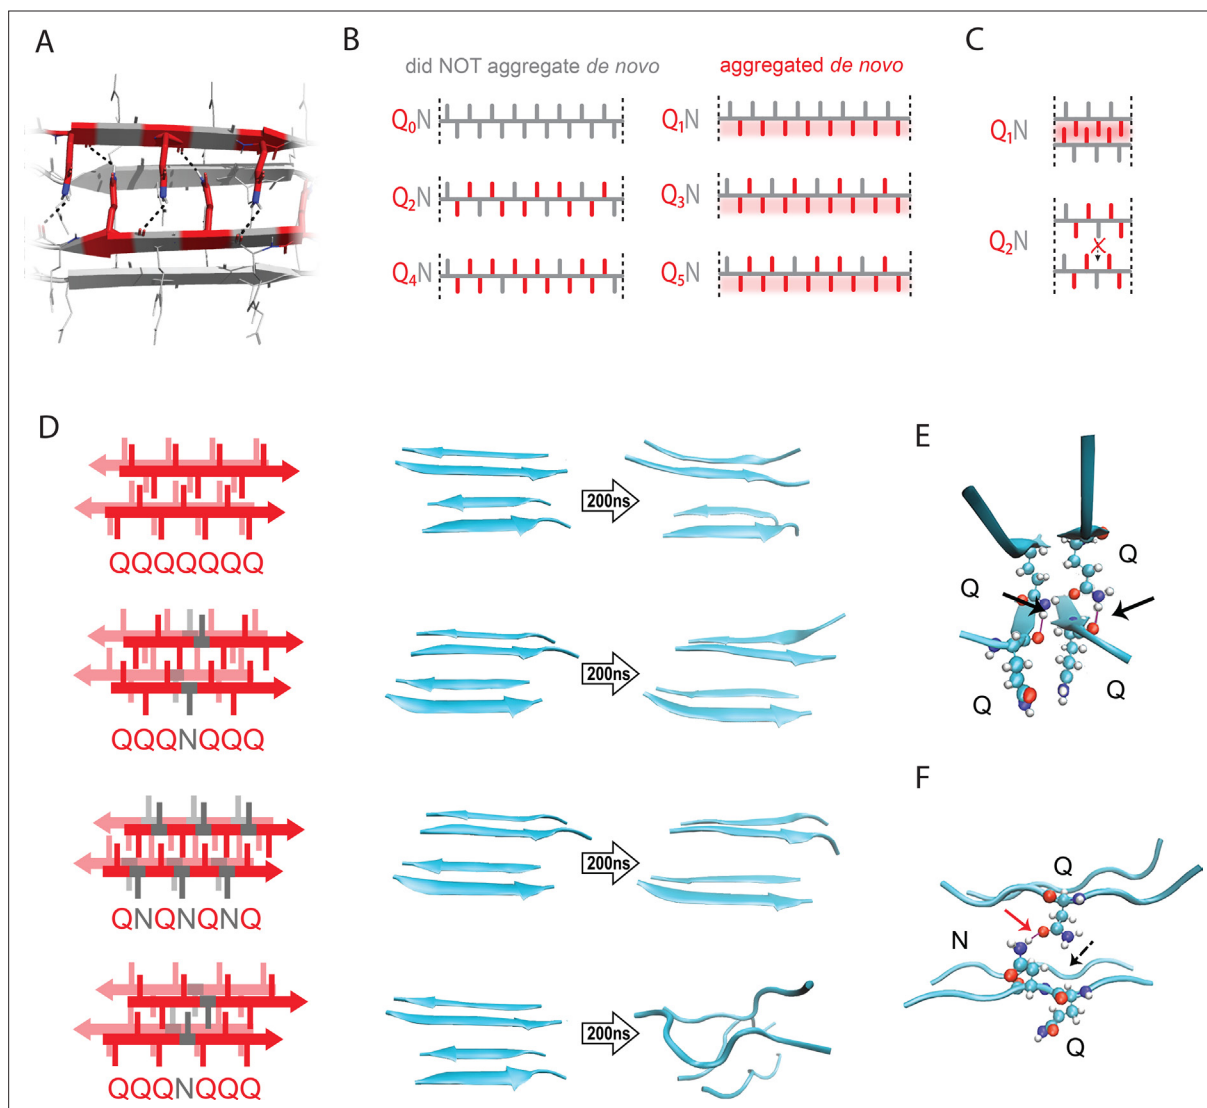 A
B
C
did NOT aggregate de novo
aggregated de novo
Q0N
Q1N
Q1N
Q2N
Q3N
Q2N
Q4N
Q5N
D
E
200ns
QQQQQQQ
Q
Q
200ns
Q
Q
QQQNQQQ
F
200ns
Q
N
QNQNQNQ
Q
200ns
QQQNQQQ